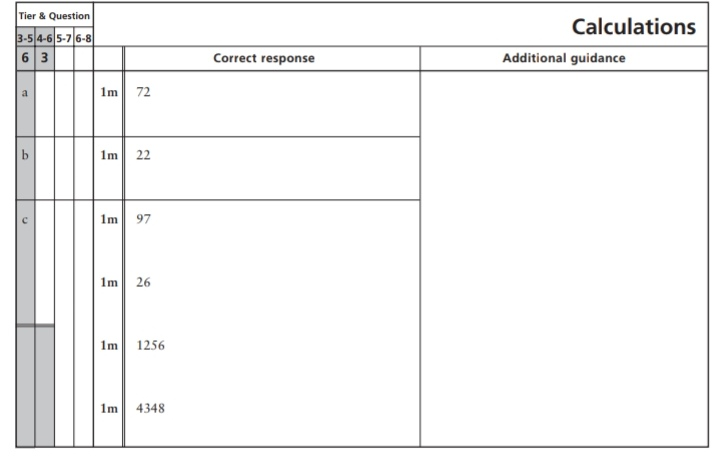 Tier & Question
Calculations
3-5 4-6 5-7 6-8
6 3
Correct response
Additional guidance
a 1m 72
b 1m 22
c 1m 97
1m 26
1m 1256
1m 4348